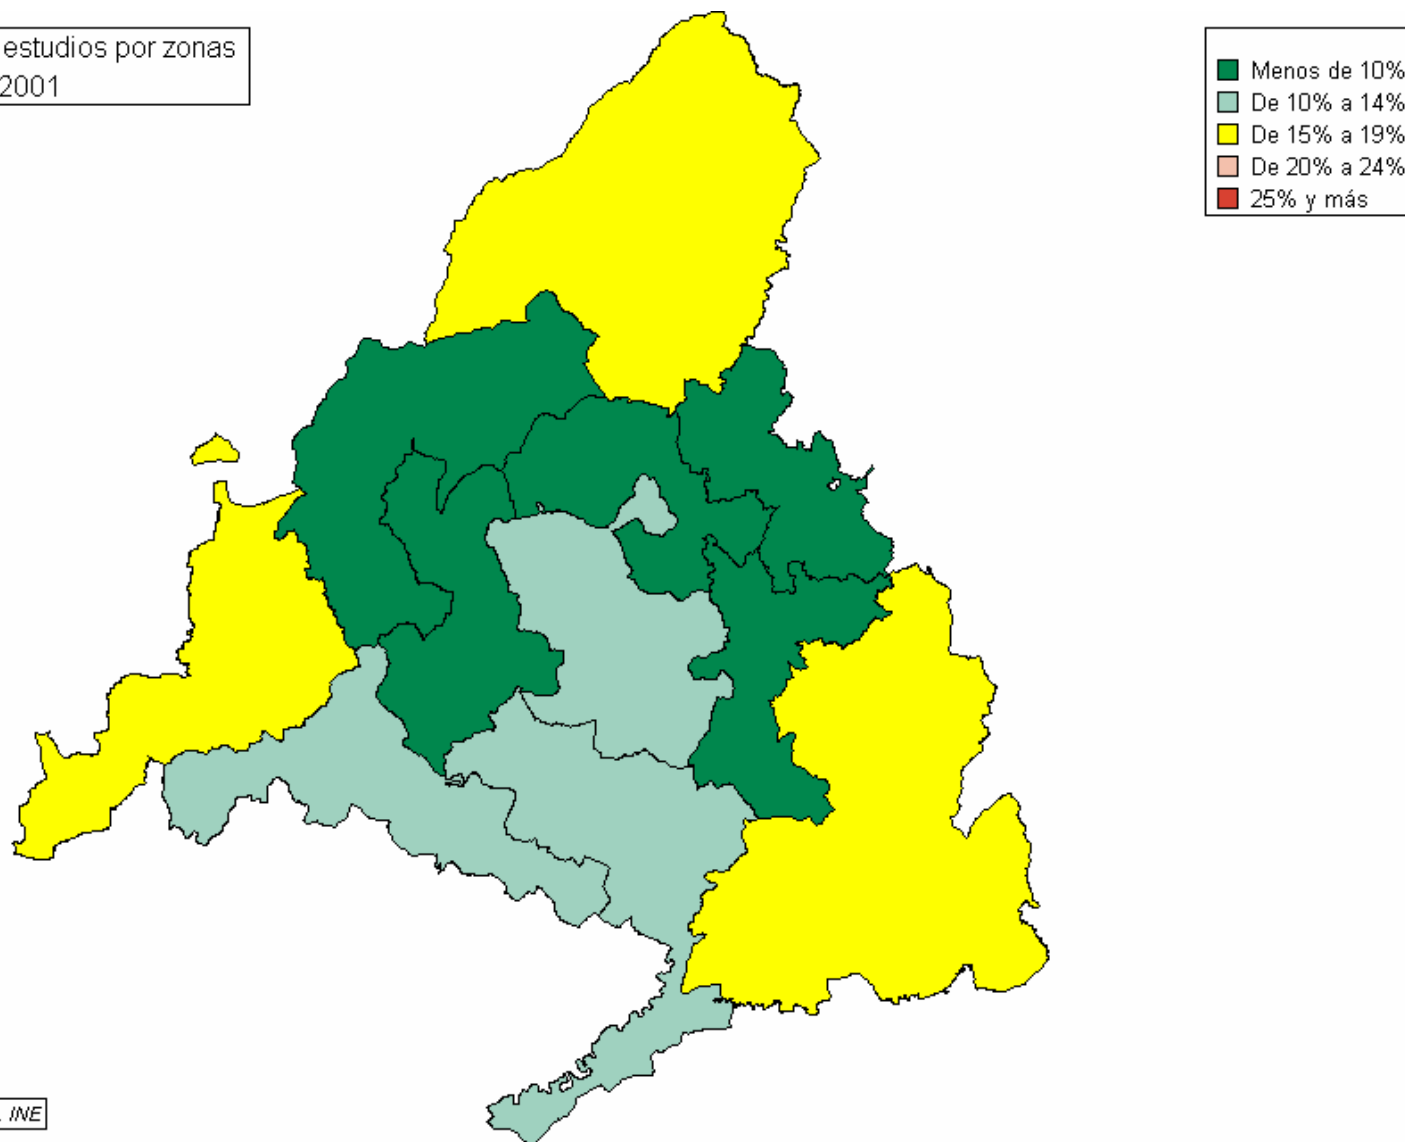 estudios por zonas
2001
Menos de 10%
De 10% a 14%
De 15% a 19%
De 20% a 24%
25% y más
. INE